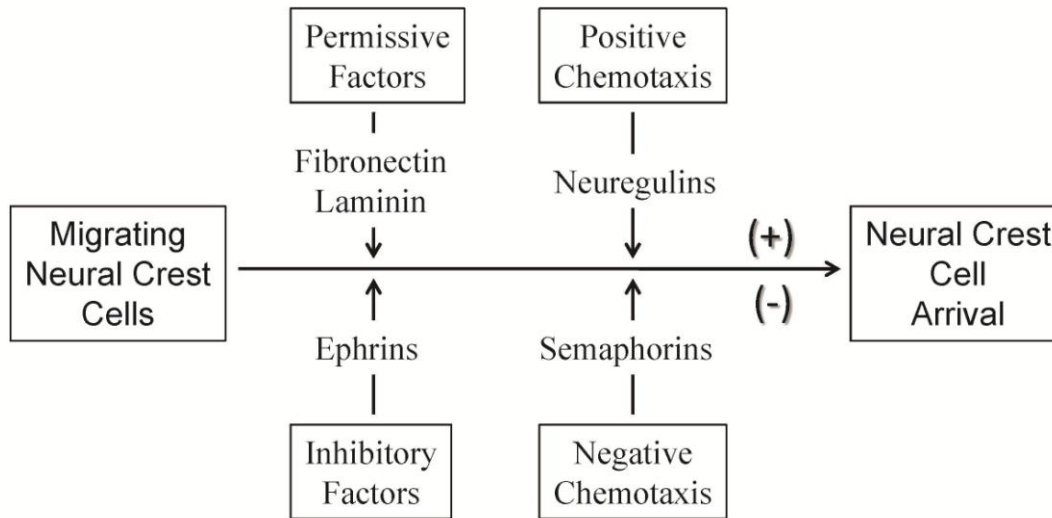 Permissive
Factors
Positive
Chemotaxis
Fibronectin
Laminin
Neuregulins
Migrating
Neural Crest
Cells
(+)
(-)
Neural Crest
Cell
Arrival
Ephrins
Semaphorins
Inhibitory
Factors
Negative
Chemotaxis